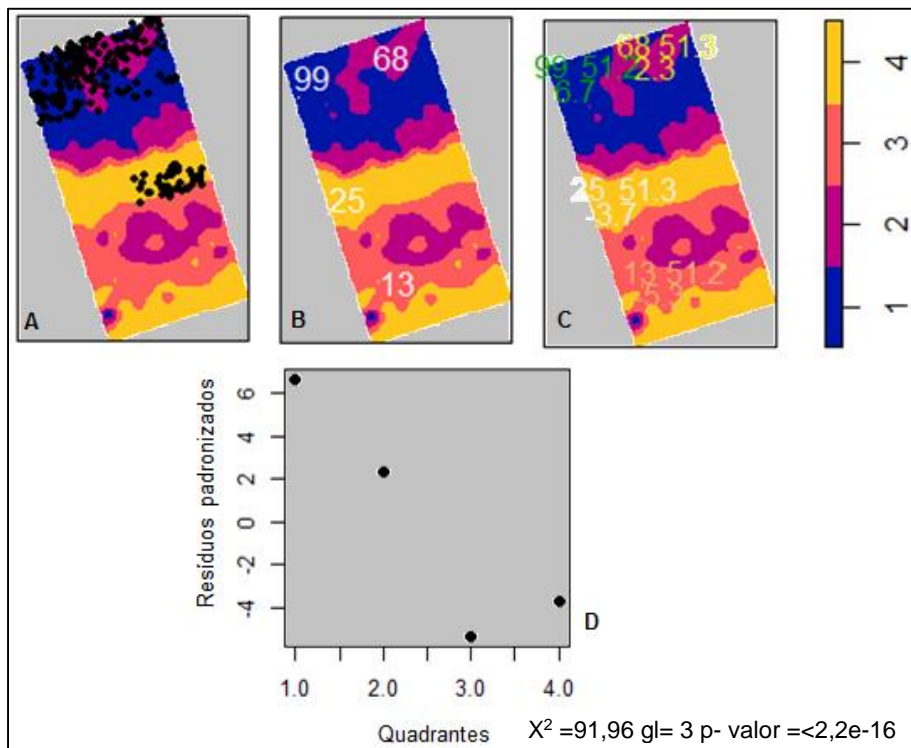 99
68
25
13
A
B
68 51.3
2.3
99 51.2
6.7
25 51.3
-3.7
13 51.2
-5.3
C
4
3
2
1
Resíduos padronizados
6
4
2
0
-2
-4
D
1.0 2.0 3.0 4.0
Quadrantes
X² =91,96 gl= 3 p- valor =<2,2e-16